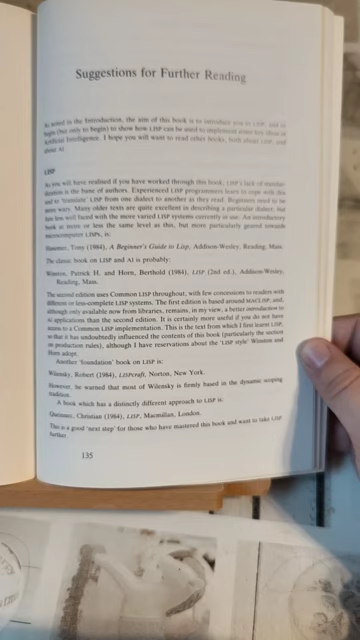 Suggestions for Further Reading
As noted in the Introduction, the aim of this book is to introduce you to LISP, and to
begin (but only to begin) to show how LISP can be used to implement some key ideas in
Artificial Intelligence. I hope you will want to read other books, both about LISP, and
about AI.
LISP
As you will have realised if you have worked through this book, LISP's lack of standar-
disation is the bane of authors. Experienced LISP programmers learn to cope with this
and to 'translate' LISP from one dialect to another as they read. Beginners need to be
more wary. Many older texts are quite excellent in describing a particular dialect, but
less well faced with the more varied LISP systems currently in use. An introductory
book at more or less the same level as this, but more particularly geared towards
microcomputer LISPs, is:
Hasemer, Tony (1984), A Beginner's Guide to Lisp, Addison-Wesley, Reading, Mass.
The classic book on LISP and AI is probably:
Winston, Patrick H. and Horn, Berthold (1984), LISP (2nd ed.), Addison-Wesley,
Reading, Mass.
The second edition uses Common LISP throughout, with few concessions to readers with
different or less-complete LISP systems. The first edition is based around MACLISP, and,
although only available now from libraries, remains, in my view, a better introduction to
AI applications than the second edition. It is certainly more useful if you do not have
access to a Common LISP implementation. This is the text from which I first learnt LISP,
so that it has undoubtedly influenced the contents of this book (particularly the section
on production rules), although I have reservations about the 'LISP style' Winston and
Horn adopt.
Another 'foundation' book on LISP is:
Wilensky, Robert (1984), LISPcraft, Norton, New York.
However, be warned that most of Wilensky is firmly based in the dynamic scoping
tradition.
A book which has a distinctly different approach to LISP is:
Queinnec, Christian (1984), LISP, Macmillan, London.
This is a good 'next step' for those who have mastered this book and want to take LISP
further.
135